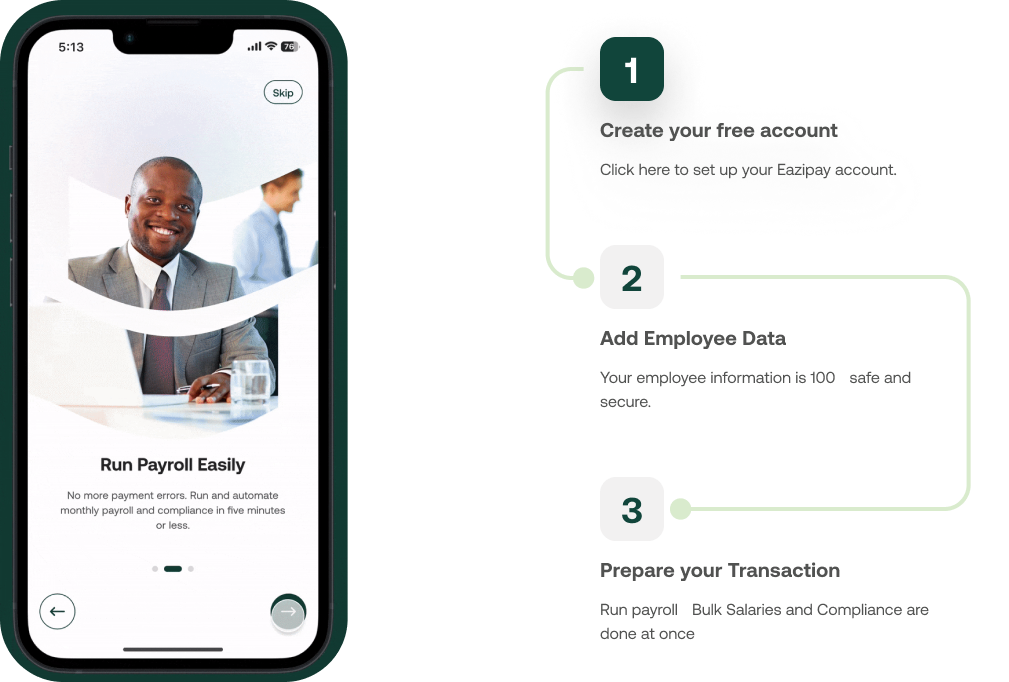 5:13
76
Skip
Run Payroll Easily
No more payment errors. Run and automate
monthly payroll and compliance in five minutes
or less.
1
Create your free account
Click here to set up your Eazipay account.
2
Add Employee Data
Your employee information is 100 safe and
secure.
3
Prepare your Transaction
Run payroll Bulk Salaries and Compliance are
done at once